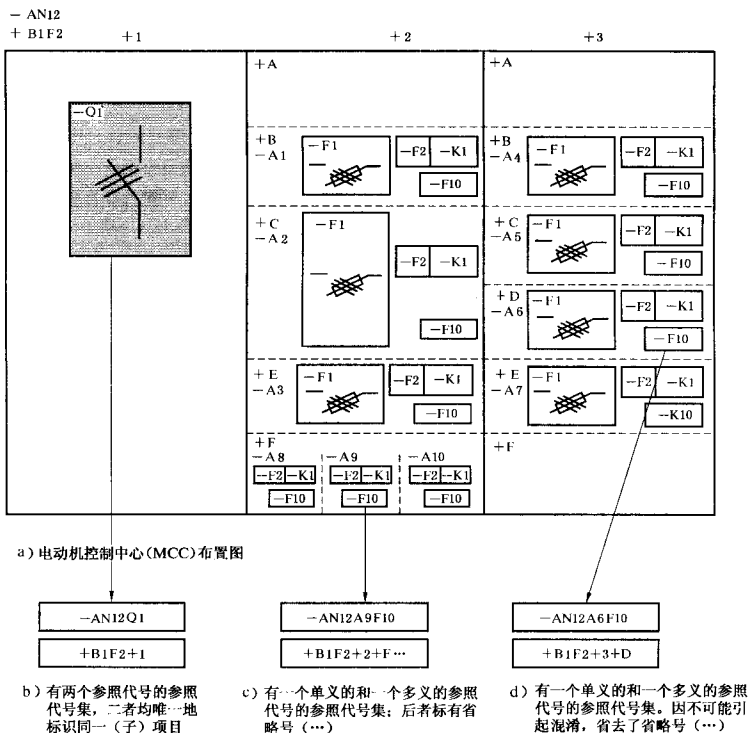 －AN12
＋B1F2
＋1 ＋2 ＋3
＋A ＋A
－Q1
＋B －F1 －F2 －K1 ＋B －F1 －F2 －K1
－A1 －A4
－F10 －F10
＋C －F1 ＋C －F1 －F2 －K1
－A2 －A5
－F2 －K1 －F10
＋D －F1 －F2 －K1
－A6
－F10 －F10
＋E －F1 －F2 －K1 ＋E －F1 －F2 －K1
－A3 －A7
－F10 －K10
＋F ＋F
－A8 －A9 －A10
－F2 －K1 －F2 －K1 －F2 －K1
－F10 －F10 －F10
a）电动机控制中心（MCC）布置图
－AN12Q1 －AN12A9F10 －AN12A6F10
＋B1F2＋1 ＋B1F2＋2＋F… ＋B1F2＋3＋D
b）有两个参照代号的参照
代号集，二者均唯一地
标识同一（子）项目
c）有一个单义的和一个多义的参照
代号的参照代号集；后者标有省
略号（…）
d）有一个单义的和一个多义的参照
代号的参照代号集。因不可能引
起混淆，省去了省略号（…）